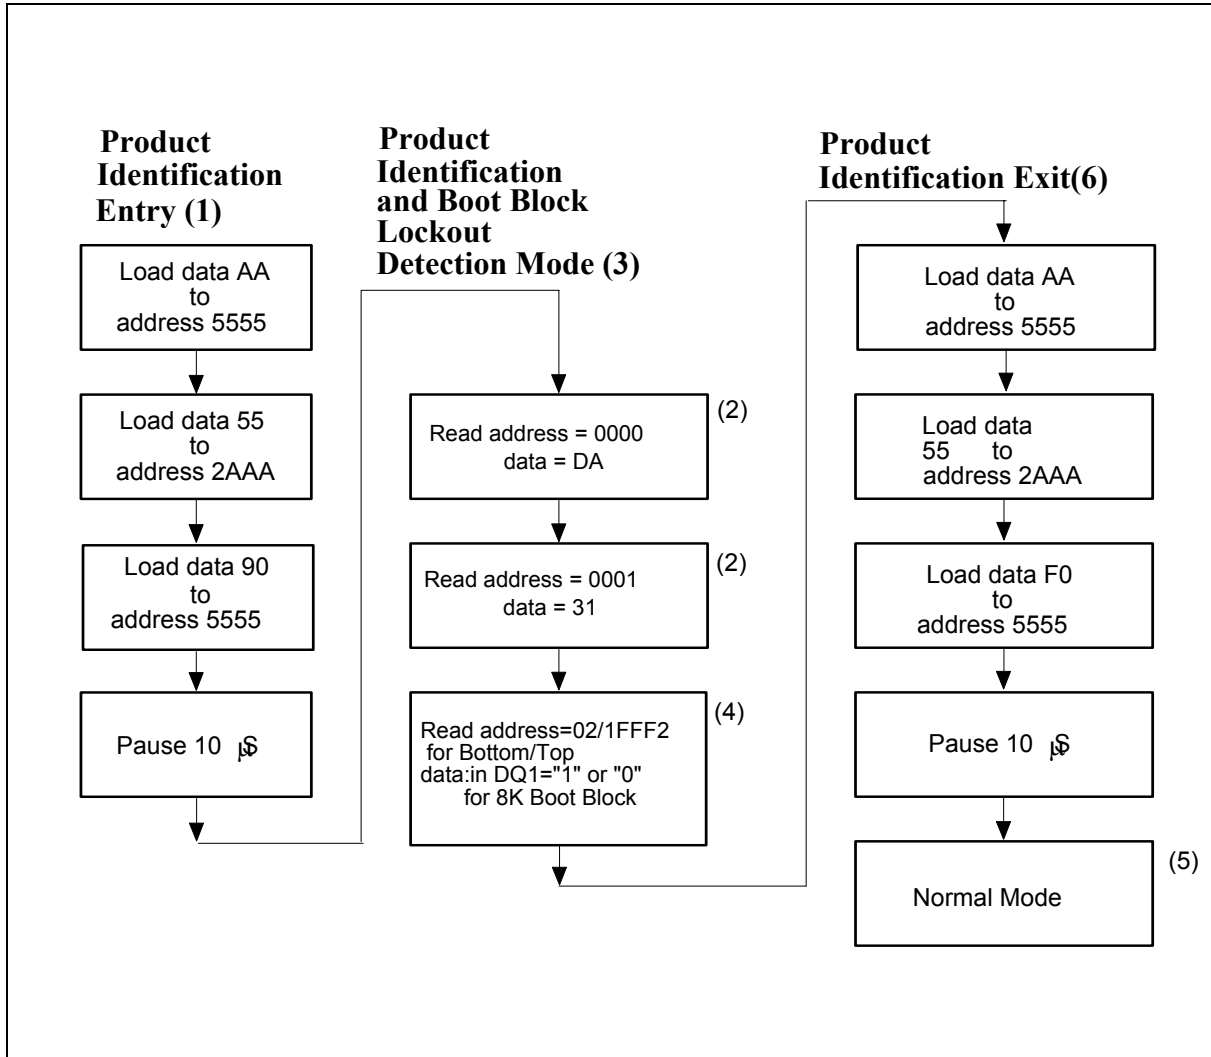 Product
Identification
Entry (1)
Load data AA
to
address 5555
Load data 55
to
address 2AAA
Load data 90
to
address 5555
Pause 10 µS
Product
Identification
and Boot Block
Lockout
Detection Mode (3)
Read address = 0000
data = DA
(2)
Read address = 0001
data = 31
(2)
Read address=02/1FFF2
for Bottom/Top
data:in DQ1="1" or "0"
for 8K Boot Block
(4)
Product
Identification Exit(6)
Load data AA
to
address 5555
Load data
55 to
address 2AAA
Load data F0
to
address 5555
Pause 10 µS
Normal Mode
(5)